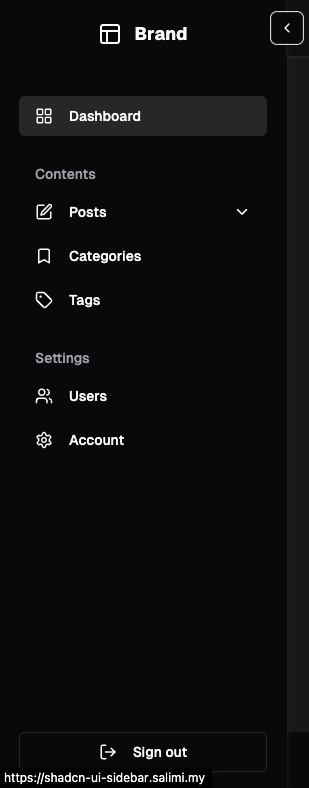 Brand
Dashboard
Contents
Posts
Categories
Tags
Settings
Users
Account
Sign out
https://shadcn-ui-sidebar.salimi.my